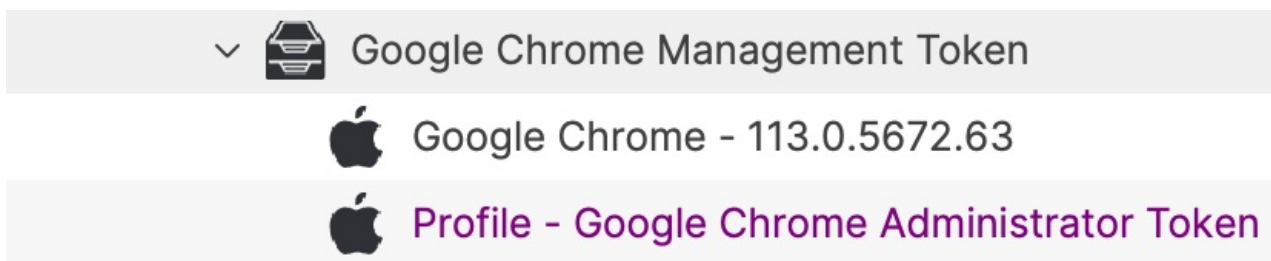 Google Chrome Management Token
Google Chrome - 113.0.5672.63
Profile - Google Chrome Administrator Token